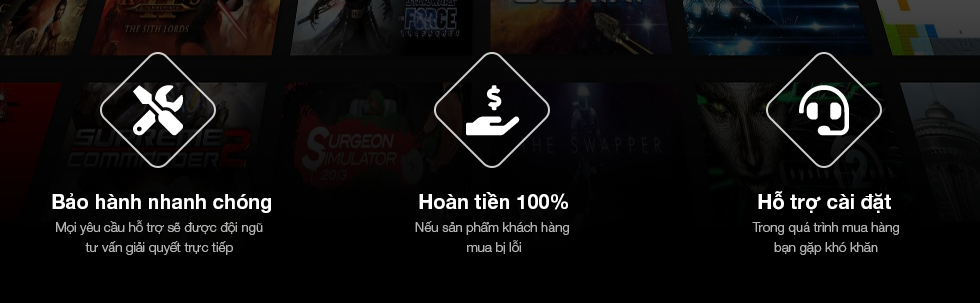 THE SITH LORDS
FORCE
SUPREME
COMMANDER 2
SURGEON
SIMULATOR
THE SWAPPER
Bảo hành nhanh chóng
Mọi yêu cầu hỗ trợ sẽ được đội ngũ
tư vấn giải quyết trực tiếp
Hoàn tiền 100%
Nếu sản phẩm khách hàng
mua bị lỗi
Hỗ trợ cài đặt
Trong quá trình mua hàng
bạn gặp khó khăn